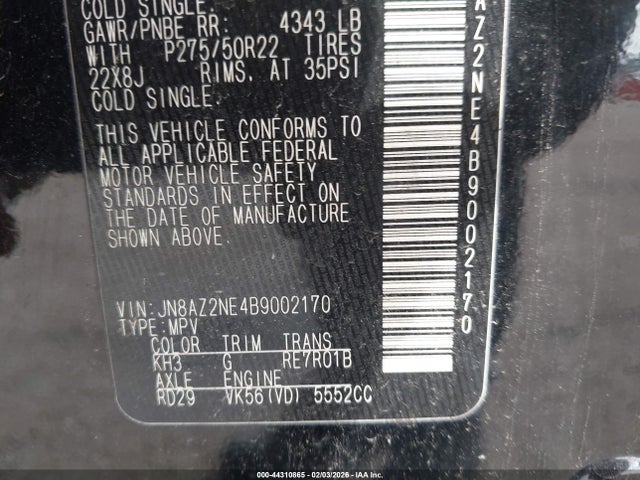 COLD SINGLE.
GAWR/PNBE RR: 4343 LB
WITH P275/50R22 TIRES
22X8J RIMS, AT 35PSI
COLD SINGLE.
THIS VEHICLE CONFORMS TO
ALL APPLICABLE FEDERAL
MOTOR VEHICLE SAFETY
STANDARDS IN EFFECT ON
THE DATE OF MANUFACTURE
SHOWN ABOVE.
VIN:JN8AZ2NE4B9002170
TYPE:MPV
COLOR TRIM TRANS
KH3 G RE7R01B
AXLE ENGINE
RD29 VK56(VD) 5552CC
AZ2NE4B9002170
000-44310865 - 02/03/2026 - IAA Inc.